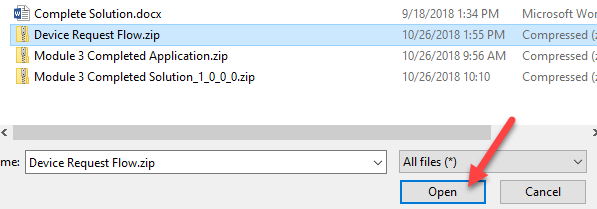 Complete Solution.docx 9/18/2018 1:34 PM Microsoft Wor
Device Request Flow.zip 10/26/2018 1:55 PM Compressed (z
Module 3 Completed Application.zip 10/26/2018 9:56 AM Compressed (z
Module 3 Completed Solution_1_0_0_0.zip 10/26/2018 10:10 Compressed (z
me: Device Request Flow.zip All files (*)
Open Cancel